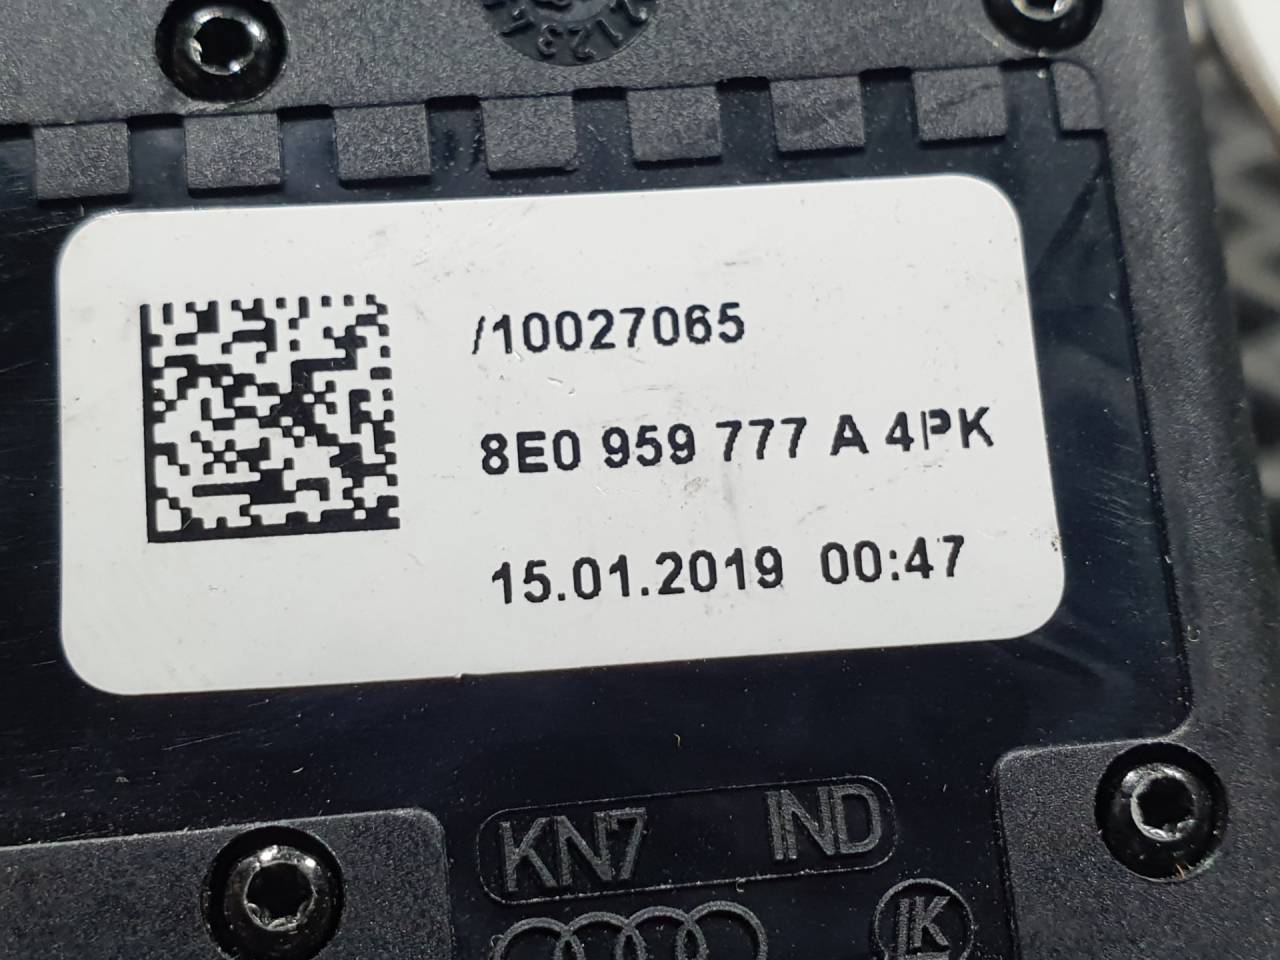 /10027065
8E0 959 777 A 4PK
15.01.2019 00:47
KN7 IND